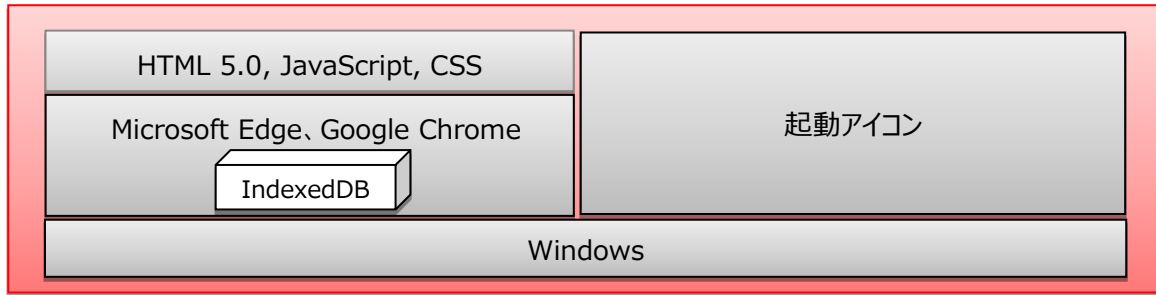 HTML 5.0, JavaScript, CSS
Microsoft Edge、Google Chrome
IndexedDB
起動アイコン
Windows